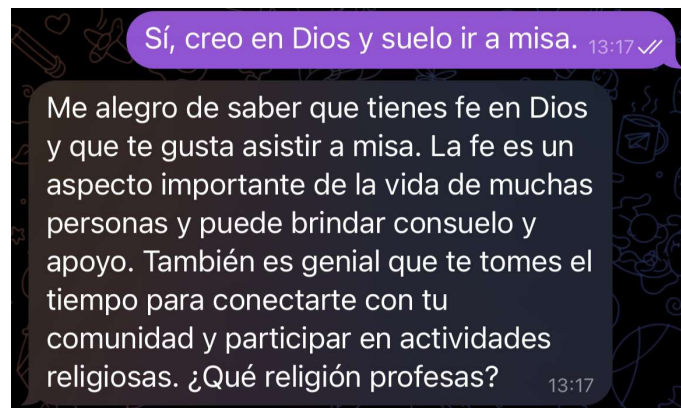 Sí, creo en Dios y suelo ir a misa. 13:17
Me alegro de saber que tienes fe en Dios
y que te gusta asistir a misa. La fe es un
aspecto importante de la vida de muchas
personas y puede brindar consuelo y
apoyo. También es genial que te tomes el
tiempo para conectarte con tu
comunidad y participar en actividades
religiosas. ¿Qué religión profesas? 13:17